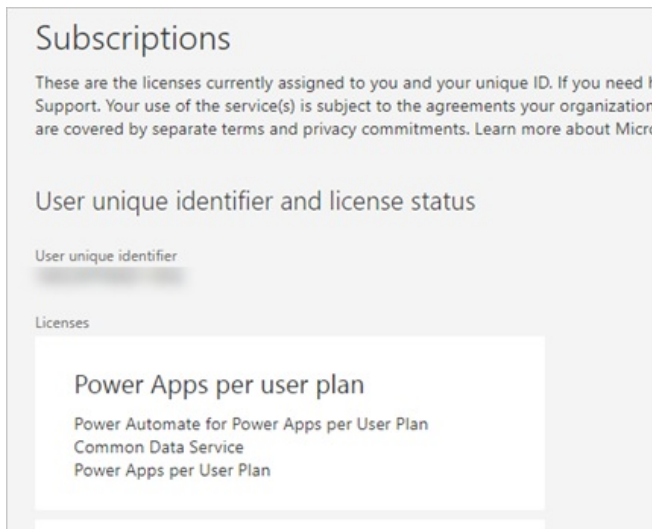 Subscriptions
These are the licenses currently assigned to you and your unique ID. If you need
Support. Your use of the service(s) is subject to the agreements your organization
are covered by separate terms and privacy commitments. Learn more about Micro
User unique identifier and license status
User unique identifier
Licenses
Power Apps per user plan
Power Automate for Power Apps per User Plan
Common Data Service
Power Apps per User Plan